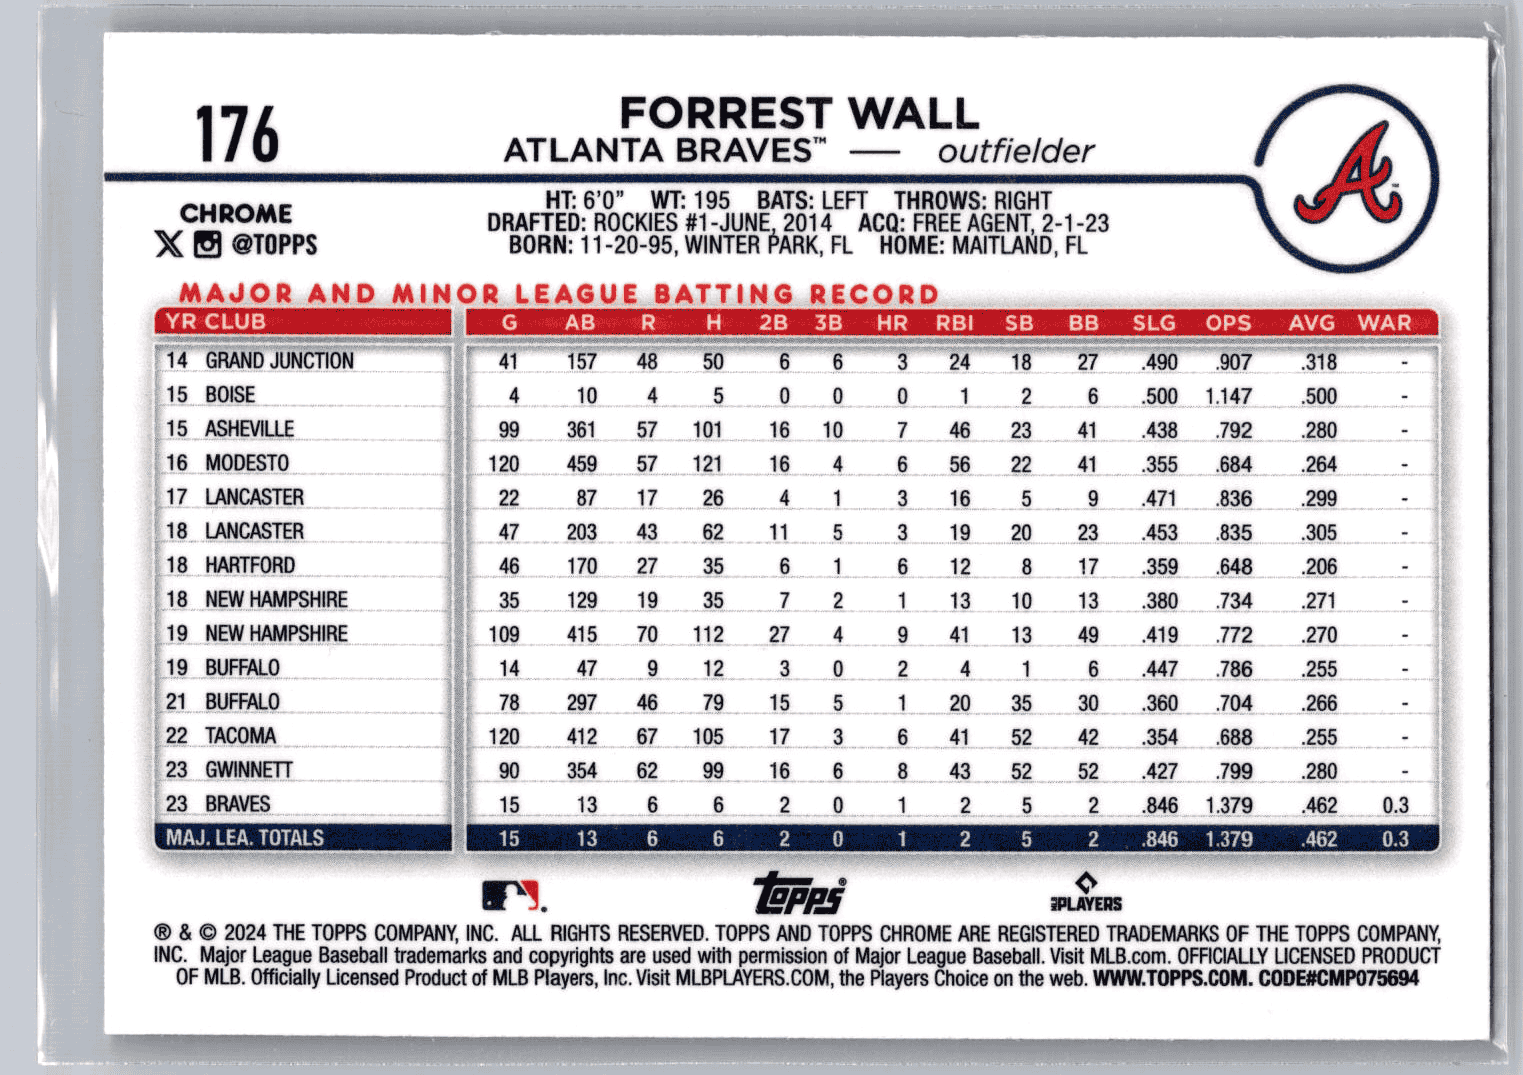 176
FORREST WALL
ATLANTA BRAVES™ — outfielder
CHROME
@TOPPS
HT: 6'0" WT: 195 BATS: LEFT THROWS: RIGHT
DRAFTED: ROCKIES #1-JUNE, 2014 ACQ: FREE AGENT, 2-1-23
BORN: 11-20-95, WINTER PARK, FL HOME: MAITLAND, FL
A
MAJOR AND MINOR LEAGUE BATTING RECORD
YR CLUB G AB R H 2B 3B HR RBI SB BB SLG OPS AVG WAR
14 GRAND JUNCTION 41 157 48 50 6 6 3 24 18 27 .490 .907 .318 -
15 BOISE 4 10 4 5 0 0 0 1 2 6 .500 1.147 .500 -
15 ASHEVILLE 99 361 57 101 16 10 7 46 23 41 .438 .792 .280 -
16 MODESTO 120 459 57 121 16 4 6 56 22 41 .355 .684 .264 -
17 LANCASTER 22 87 17 26 4 1 3 16 5 9 .471 .836 .299 -
18 LANCASTER 47 203 43 62 11 5 3 19 20 23 .453 .835 .305 -
18 HARTFORD 46 170 27 35 6 1 6 12 8 17 .359 .648 .206 -
18 NEW HAMPSHIRE 35 129 19 35 7 2 1 13 10 13 .380 .734 .271 -
19 NEW HAMPSHIRE 109 415 70 112 27 4 9 41 13 49 .419 .772 .270 -
19 BUFFALO 14 47 9 12 3 0 2 4 1 6 .447 .786 .255 -
21 BUFFALO 78 297 46 79 15 5 1 20 35 30 .360 .704 .266 -
22 TACOMA 120 412 67 105 17 3 6 41 52 42 .354 .688 .255 -
23 GWINNETT 90 354 62 99 16 6 8 43 52 52 .427 .799 .280 -
23 BRAVES 15 13 6 6 2 0 1 2 5 2 .846 1.379 .462 0.3
MAJ. LEA. TOTALS 15 13 6 6 2 0 1 2 5 2 .846 1.379 .462 0.3
Topps® PLAYERS
® & © 2024 THE TOPPS COMPANY, INC. ALL RIGHTS RESERVED. TOPPS AND TOPPS CHROME ARE REGISTERED TRADEMARKS OF THE TOPPS COMPANY,
INC. Major League Baseball trademarks and copyrights are used with permission of Major League Baseball. Visit MLB.com. OFFICIALLY LICENSED PRODUCT
OF MLB. Officially Licensed Product of MLB Players, Inc. Visit MLBPLAYERS.COM, the Players Choice on the web. WWW.TOPPS.COM. CODE#CMP075694